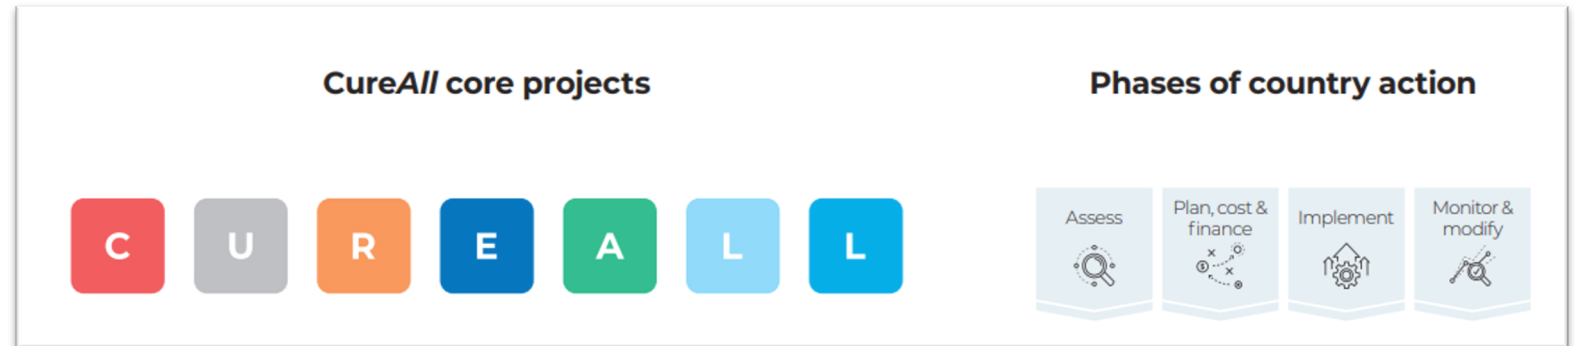 CureAll core projects
C U R E A L L
Phases of country action
Assess
Plan, cost &
finance
Implement
Monitor &
modify